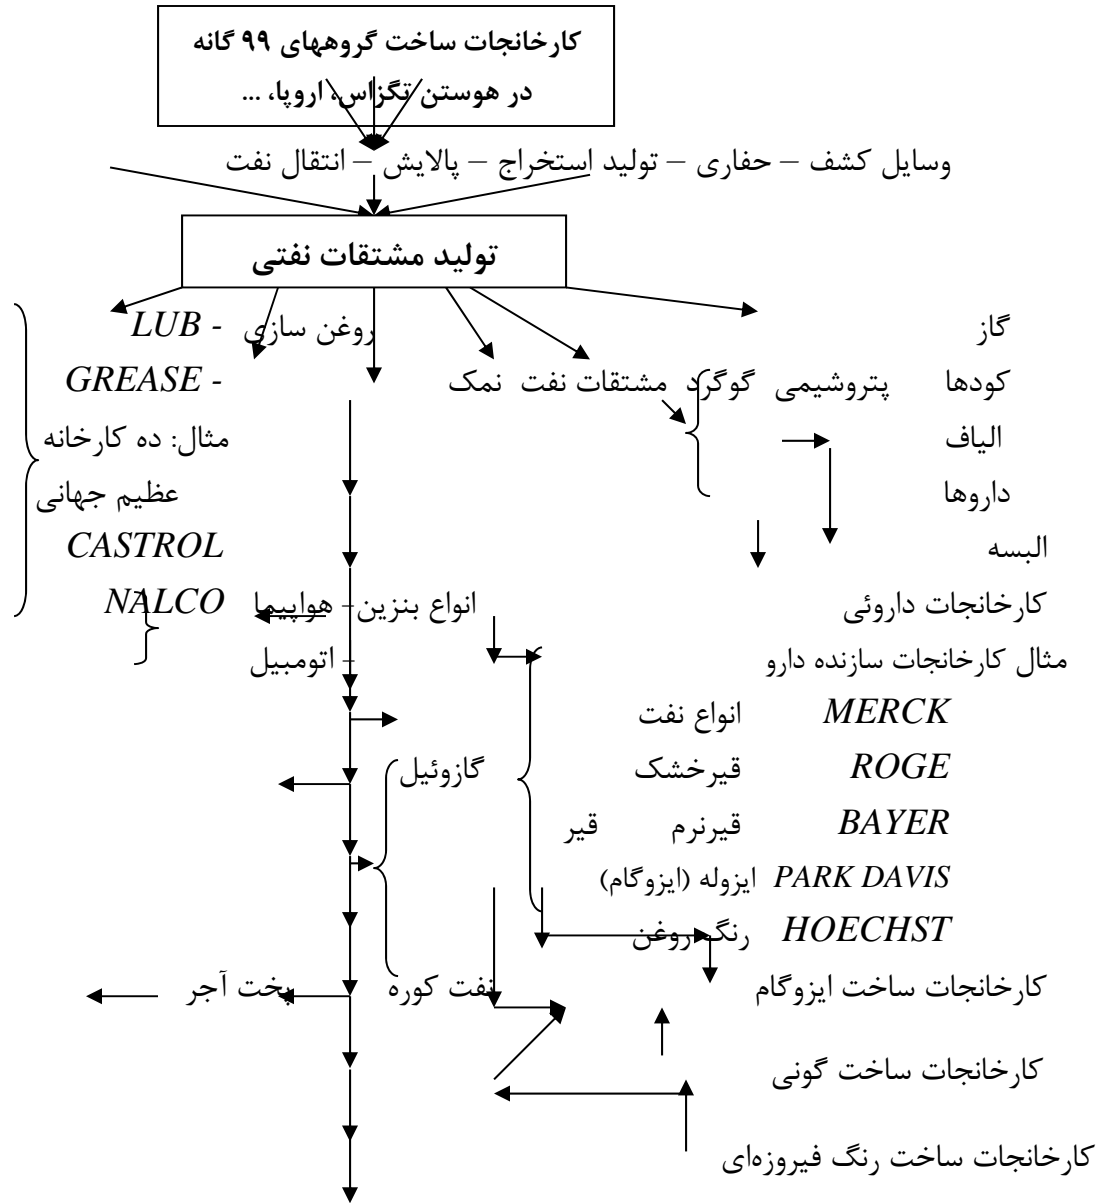 کارخانجات ساخت گروههای ۹۹ گانه
در هوستن تگزاس، اروپا، ...
وسایل کشف – حفاری – تولید استخراج – پالایش – انتقال نفت
تولید مشتقات نفتی
گاز روغن سازی - LUB
کودها پتروشیمی گوگرد مشتقات نفت نمک - GREASE
الیاف مثال: ده کارخانه
داروها عظیم جهانی
البسه CASTROL
کارخانجات داروئی انواع بنزین- هواپیما NALCO
مثال کارخانجات سازنده دارو - اتومبیل
MERCK انواع نفت
ROGE قیرخشک گازوئیل
BAYER قیرنرم قیر
PARK DAVIS ایزوله (ایزوگام)
HOECHST رنگ روغن
کارخانجات ساخت ایزوگام نفت کوره پخت آجر
کارخانجات ساخت گونی
کارخانجات ساخت رنگ فیروزه‌ای